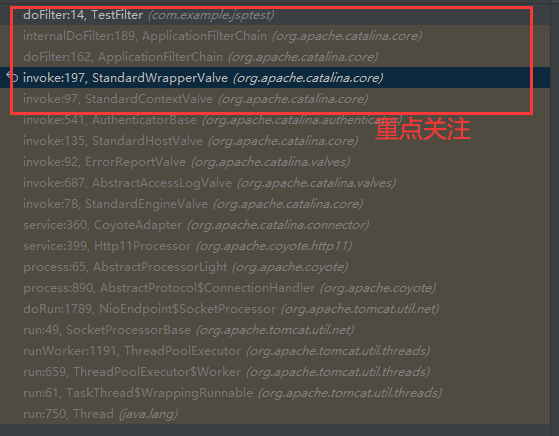 doFilter:14, TestFilter (com.example.jsptest)
internalDoFilter:189, ApplicationFilterChain (org.apache.catalina.core)
doFilter:162, ApplicationFilterChain (org.apache.catalina.core)
invoke:197, StandardWrapperValve (org.apache.catalina.core)
invoke:97, StandardContextValve (org.apache.catalina.core)
invoke:541, AuthenticatorBase (org.apache.catalina.authenticator)
重点关注
invoke:135, StandardHostValve (org.apache.catalina.core)
invoke:92, ErrorReportValve (org.apache.catalina.valves)
invoke:687, AbstractAccessLogValve (org.apache.catalina.valves)
invoke:78, StandardEngineValve (org.apache.catalina.core)
service:360, CoyoteAdapter (org.apache.catalina.connector)
service:399, Http11Processor (org.apache.coyote.http11)
process:65, AbstractProcessorLight (org.apache.coyote)
process:890, AbstractProtocol$ConnectionHandler (org.apache.coyote)
doRun:1789, NioEndpoint$SocketProcessor (org.apache.tomcat.util.net)
run:49, SocketProcessorBase (org.apache.tomcat.util.net)
runWorker:1191, ThreadPoolExecutor (org.apache.tomcat.util.threads)
run:659, ThreadPoolExecutor$Worker (org.apache.tomcat.util.threads)
run:61, TaskThread$WrappingRunnable (org.apache.tomcat.util.threads)
run:750, Thread (java.lang)